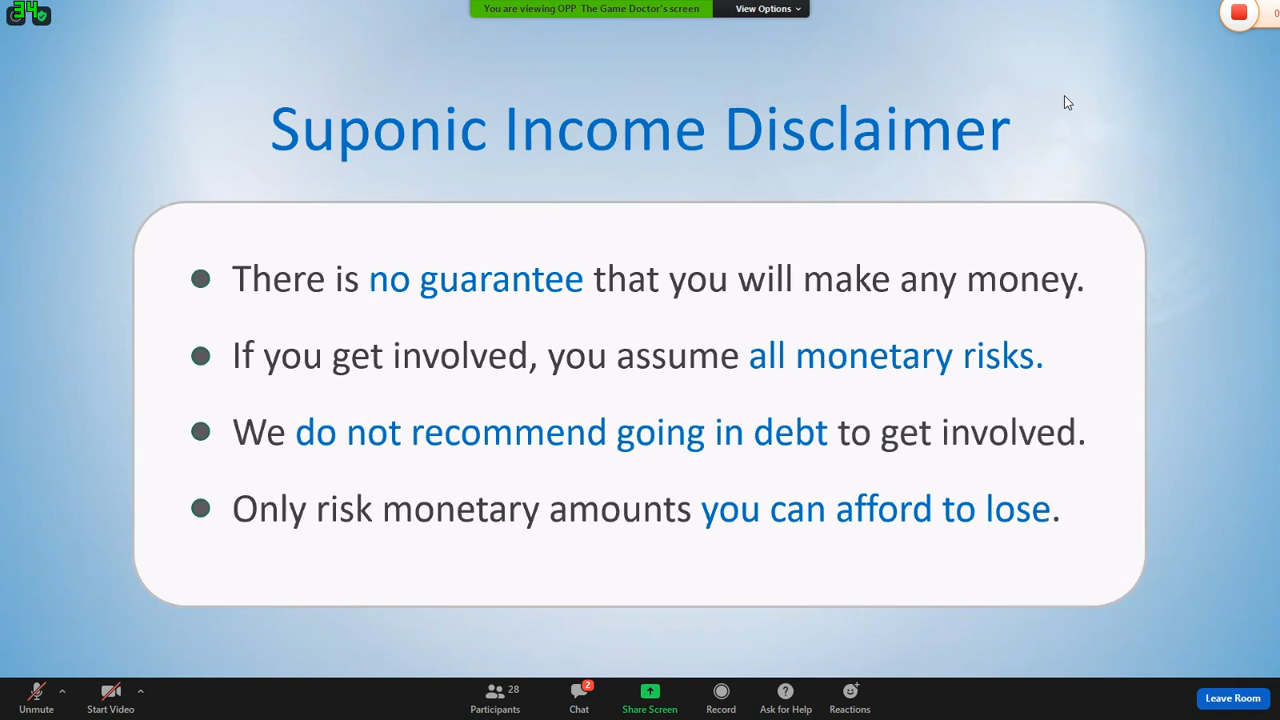 34
You are viewing OPP The Game Doctor's screen
View Options
0
Suponic Income Disclaimer
There is no guarantee that you will make any money.
If you get involved, you assume all monetary risks.
We do not recommend going in debt to get involved.
Only risk monetary amounts you can afford to lose.
28
2
Unmute
Start Video
Participants
Chat
Share Screen
Record
Ask for Help
Reactions
Leave Room